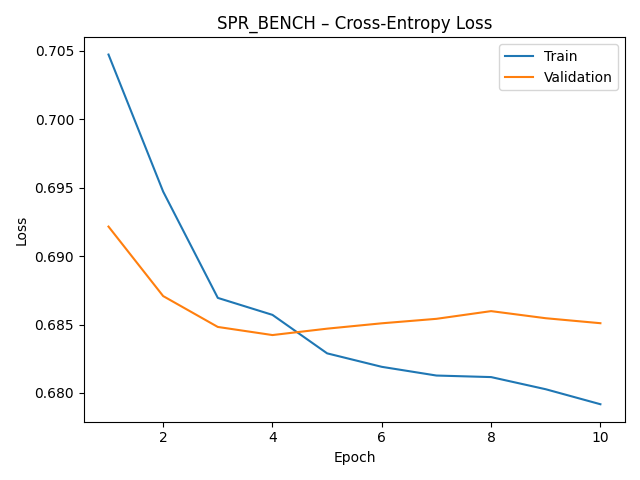 SPR_BENCH – Cross-Entropy Loss
Train
Validation
0.705
0.700
0.695
0.690
0.685
0.680
Loss
2
4
6
8
10
Epoch